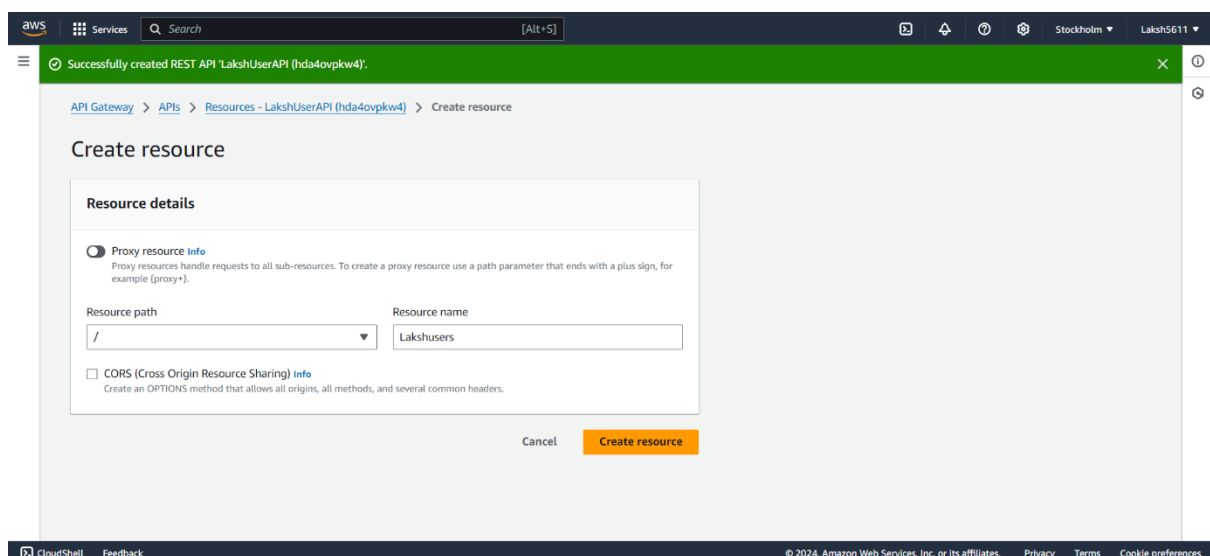 aws
Services
Search [Alt+S]
Stockholm ▼
Laksh5611 ▼
Successfully created REST API 'LakshUserAPI (hda4ovpkw4)'.
API Gateway > APIs > Resources - LakshUserAPI (hda4ovpkw4) > Create resource
Create resource
Resource details
Proxy resource Info
Proxy resources handle requests to all sub-resources. To create a proxy resource use a path parameter that ends with a plus sign, for
example {proxy+}.
Resource path
Resource name
/
Lakshusers
CORS (Cross Origin Resource Sharing) Info
Create an OPTIONS method that allows all origins, all methods, and several common headers.
Cancel
Create resource
CloudShell Feedback
© 2024, Amazon Web Services, Inc. or its affiliates. Privacy Terms Cookie preferences